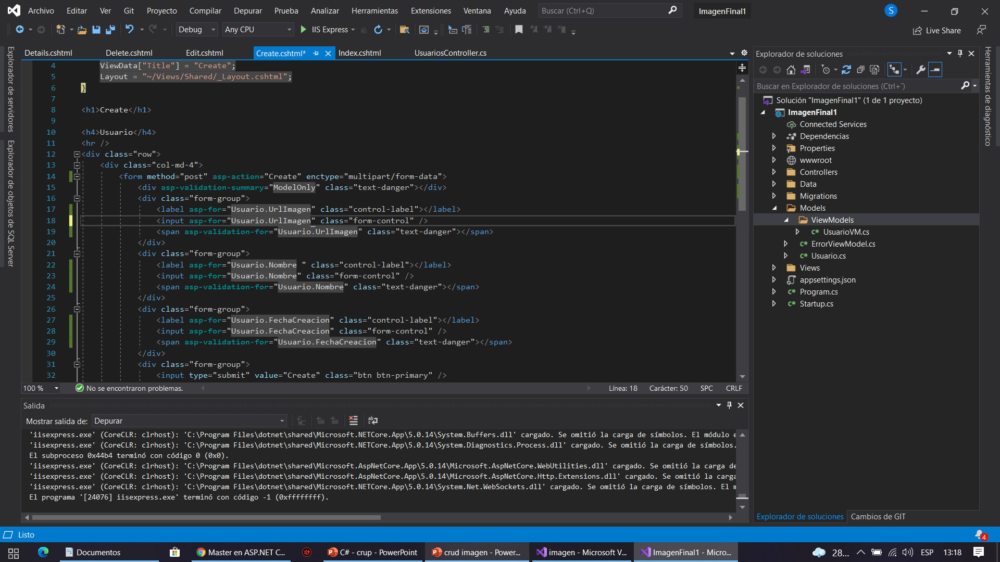 Archivo Editar Ver Git Proyecto Compilar Depurar Prueba Analizar Herramientas Extensiones Ventana Ayuda Buscar (Ctrl+Q) ImagenFinal1 S
Debug Any CPU IIS Express Live Share
Explorador de servidores
Explorador de objetos de SQL Server
Details.cshtml Delete.cshtml Edit.cshtml Create.cshtml* Index.cshtml UsuariosController.cs
4 ViewData["Title"] = "Create";
5 Layout = "~/Views/Shared/_Layout.cshtml";
6 }
7
8 <h1>Create</h1>
9
10 <h4>Usuario</h4>
11 <hr />
12 <div class="row">
13 <div class="col-md-4">
14 <form method="post" asp-action="Create" enctype="multipart/form-data">
15 <div asp-validation-summary="ModelOnly" class="text-danger"></div>
16 <div class="form-group">
17 <label asp-for="Usuario.UrlImagen" class="control-label"></label>
18 <input asp-for="Usuario.UrlImagen" class="form-control" />
19 <span asp-validation-for="Usuario.UrlImagen" class="text-danger"></span>
20 </div>
21 <div class="form-group">
22 <label asp-for="Usuario.Nombre " class="control-label"></label>
23 <input asp-for="Usuario.Nombre" class="form-control" />
24 <span asp-validation-for="Usuario.Nombre" class="text-danger"></span>
25 </div>
26 <div class="form-group">
27 <label asp-for="Usuario.FechaCreacion" class="control-label"></label>
28 <input asp-for="Usuario.FechaCreacion" class="form-control" />
29 <span asp-validation-for="Usuario.FechaCreacion" class="text-danger"></span>
30 </div>
31 <div class="form-group">
32 <input type="submit" value="Create" class="btn btn-primary" />
100 % No se encontraron problemas. Línea: 18 Carácter: 50 SPC CRLF
Salida
Mostrar salida de: Depurar
'iisexpress.exe' (CoreCLR: clrhost): 'C:\Program Files\dotnet\shared\Microsoft.NETCore.App\5.0.14\System.Buffers.dll' cargado. Se omitió la carga de símbolos. El módulo e
'iisexpress.exe' (CoreCLR: clrhost): 'C:\Program Files\dotnet\shared\Microsoft.NETCore.App\5.0.14\System.Diagnostics.Process.dll' cargado. Se omitió la carga de símbolos.
El subproceso 0x44b4 terminó con código 0 (0x0).
'iisexpress.exe' (CoreCLR: clrhost): 'C:\Program Files\dotnet\shared\Microsoft.AspNetCore.App\5.0.14\Microsoft.AspNetCore.WebUtilities.dll' cargado. Se omitió la carga de
'iisexpress.exe' (CoreCLR: clrhost): 'C:\Program Files\dotnet\shared\Microsoft.AspNetCore.App\5.0.14\Microsoft.AspNetCore.Http.Extensions.dll' cargado. Se omitió la carga
'iisexpress.exe' (CoreCLR: clrhost): 'C:\Program Files\dotnet\shared\Microsoft.NETCore.App\5.0.14\System.Net.WebSockets.dll' cargado. Se omitió la carga de símbolos. El m
El programa '[24076] iisexpress.exe' terminó con código -1 (0xffffffff).
Explorador de soluciones
Buscar en Explorador de soluciones (Ctrl+´)
Solución "ImagenFinal1" (1 de 1 proyecto)
ImagenFinal1
Connected Services
Dependencias
Properties
wwwroot
Controllers
Data
Migrations
Models
ViewModels
C# UsuarioVM.cs
C# ErrorViewModel.cs
C# Usuario.cs
Views
appsettings.json
C# Program.cs
C# Startup.cs
Explorador de soluciones Cambios de GIT
Herramientas de diagnóstico
Listo 4
Documentos Master en ASP.NET C... C# - crup - PowerPoint crud imagen - Power... imagen - Microsoft V... ImagenFinal1 - Micro... 28... ESP 13:18